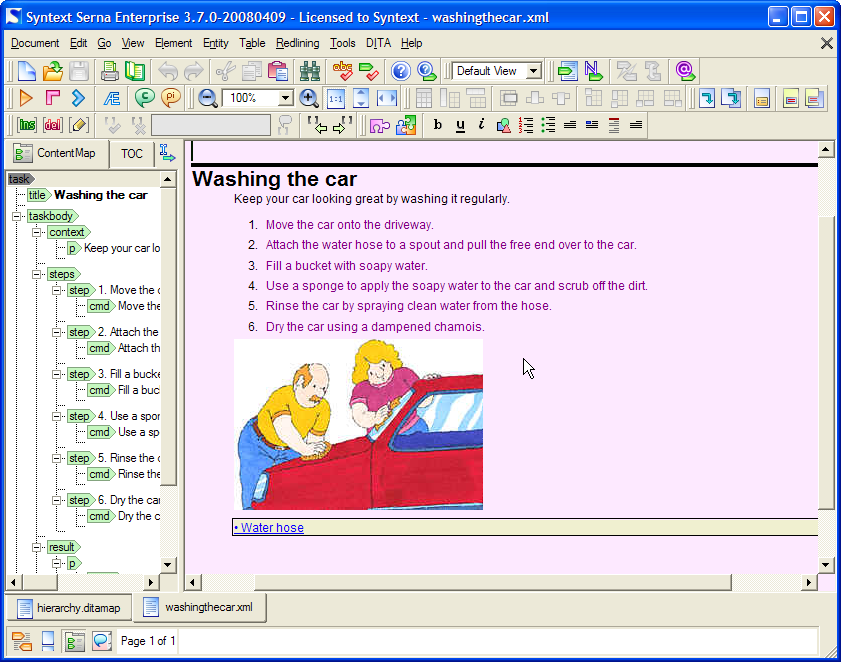 Syntext Serna Enterprise 3.7.0-20080409 - Licensed to Syntext - washingthecar.xml
Document Edit Go View Element Entity Table Redlining Tools DITA Help
abc Default View
Æ C pi 100% 1:1
ins del b u i
ContentMap TOC
task
title Washing the car
taskbody
context
p Keep your car lo
steps
step 1. Move the c
cmd Move the
step 2. Attach the
cmd Attach th
step 3. Fill a bucke
cmd Fill a buc
step 4. Use a spor
cmd Use a sp
step 5. Rinse the c
cmd Rinse the
step 6. Dry the car
cmd Dry the c
result
p
Washing the car
Keep your car looking great by washing it regularly.
1. Move the car onto the driveway.
2. Attach the water hose to a spout and pull the free end over to the car.
3. Fill a bucket with soapy water.
4. Use a sponge to apply the soapy water to the car and scrub off the dirt.
5. Rinse the car by spraying clean water from the hose.
6. Dry the car using a dampened chamois.
• Water hose
hierarchy.ditamap washingthecar.xml
Page 1 of 1